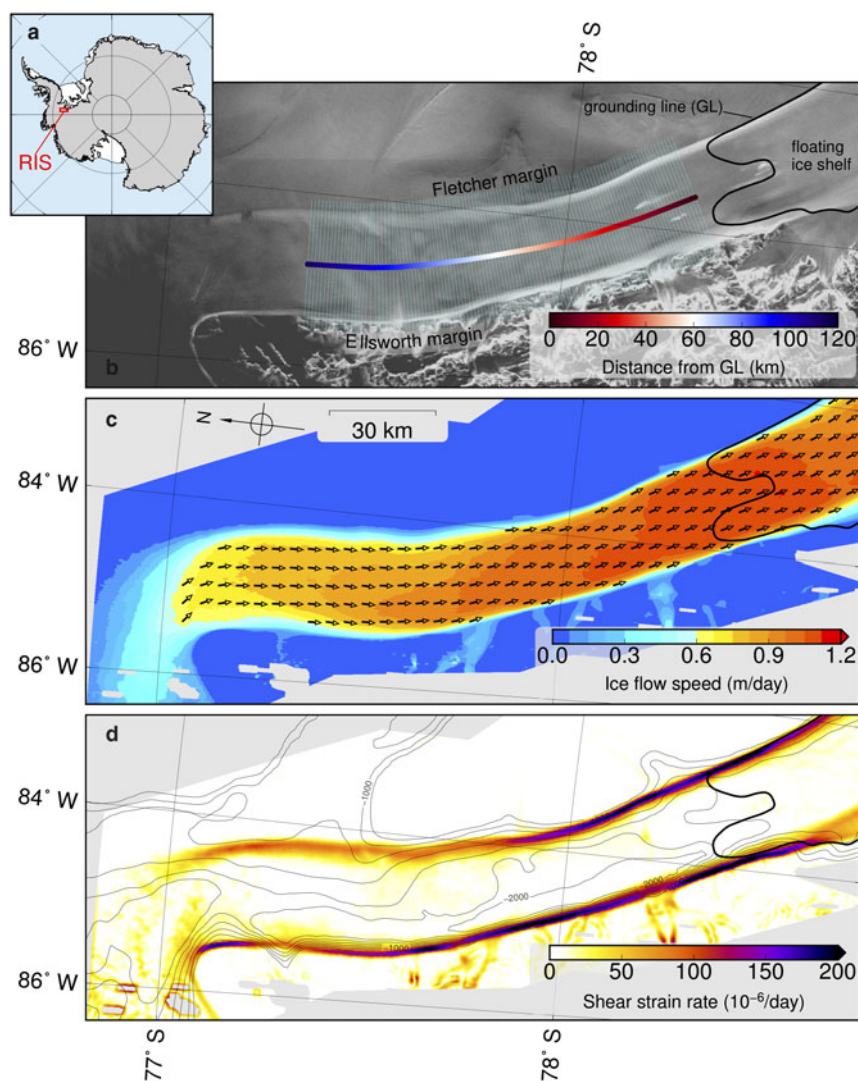 a
RIS
78° S
grounding line (GL)
floating
ice shelf
Fletcher margin
Ellsworth margin
86° W
b
0 20 40 60 80 100 120
Distance from GL (km)
c
N
30 km
84° W
86° W
0.0 0.3 0.6 0.9 1.2
Ice flow speed (m/day)
d
-1000
84° W
-2000
-2000
-1000
86° W
0 50 100 150 200
Shear strain rate (10⁻⁶/day)
77° S
78° S